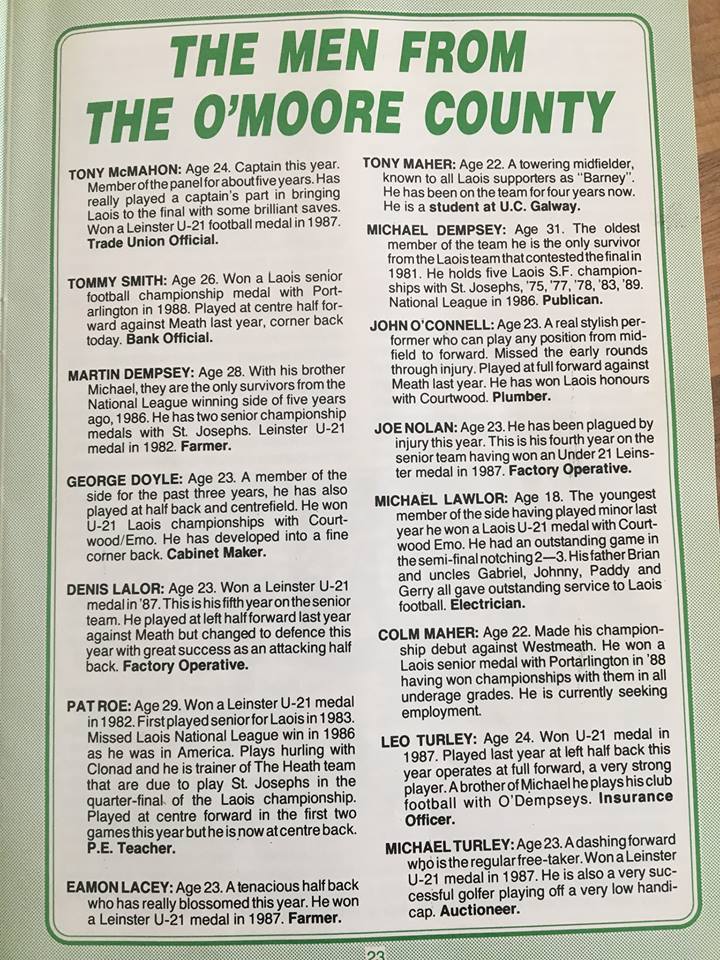 THE MEN FROM
THE O'MOORE COUNTY
TONY McMAHON: Age 24. Captain this year.
Member of the panel for about five years. Has
really played a captain's part in bringing
Laois to the final with some brilliant saves.
Won a Leinster U-21 football medal in 1987.
Trade Union Official.
TOMMY SMITH: Age 26. Won a Laois senior
football championship medal with Port-
arlington in 1988. Played at centre half for-
ward against Meath last year, corner back
today. Bank Official.
MARTIN DEMPSEY: Age 28. With his brother
Michael, they are the only survivors from the
National League winning side of five years
ago, 1986. He has two senior championship
medals with St. Josephs. Leinster U-21
medal in 1982. Farmer.
GEORGE DOYLE: Age 23. A member of the
side for the past three years, he has also
played at half back and centrefield. He won
U-21 Laois championships with Court-
wood/Emo. He has developed into a fine
corner back. Cabinet Maker.
DENIS LALOR: Age 23. Won a Leinster U-21
medal in '87. This is his fifth year on the senior
team. He played at left half forward last year
against Meath but changed to defence this
year with great success as an attacking half
back. Factory Operative.
PAT ROE: Age 29. Won a Leinster U-21 medal
in 1982. First played senior for Laois in 1983.
Missed Laois National League win in 1986
as he was in America. Plays hurling with
Clonad and he is trainer of The Heath team
that are due to play St. Josephs in the
quarter-final of the Laois championship.
Played at centre forward in the first two
games this year but he is now at centre back.
P.E. Teacher.
EAMON LACEY: Age 23. A tenacious half back
who has really blossomed this year. He won
a Leinster U-21 medal in 1987. Farmer.
TONY MAHER: Age 22. A towering midfielder,
known to all Laois supporters as "Barney".
He has been on the team for four years now.
He is a student at U.C. Galway.
MICHAEL DEMPSEY: Age 31. The oldest
member of the team he is the only survivor
from the Laois team that contested the final in
1981. He holds five Laois S.F. champion-
ships with St. Josephs, '75, '77, '78, '83, '89.
National League in 1986. Publican.
JOHN O'CONNELL: Age 23. A real stylish per-
former who can play any position from mid-
field to forward. Missed the early rounds
through injury. Played at full forward against
Meath last year. He has won Laois honours
with Courtwood. Plumber.
JOE NOLAN: Age 23. He has been plagued by
injury this year. This is his fourth year on the
senior team having won an Under 21 Leins-
ter medal in 1987. Factory Operative.
MICHAEL LAWLOR: Age 18. The youngest
member of the side having played minor last
year he won a Laois U-21 medal with Court-
wood Emo. He had an outstanding game in
the semi-final notching 2—3. His father Brian
and uncles Gabriel, Johnny, Paddy and
Gerry all gave outstanding service to Laois
football. Electrician.
COLM MAHER: Age 22. Made his champion-
ship debut against Westmeath. He won a
Laois senior medal with Portarlington in '88
having won championships with them in all
underage grades. He is currently seeking
employment.
LEO TURLEY: Age 24. Won U-21 medal in
1987. Played last year at left half back this
year operates at full forward, a very strong
player. A brother of Michael he plays his club
football with O'Dempseys. Insurance
Officer.
MICHAEL TURLEY: Age 23. A dashing forward
who is the regular free-taker. Won a Leinster
U-21 medal in 1987. He is also a very suc-
cessful golfer playing off a very low handi-
cap. Auctioneer.
23